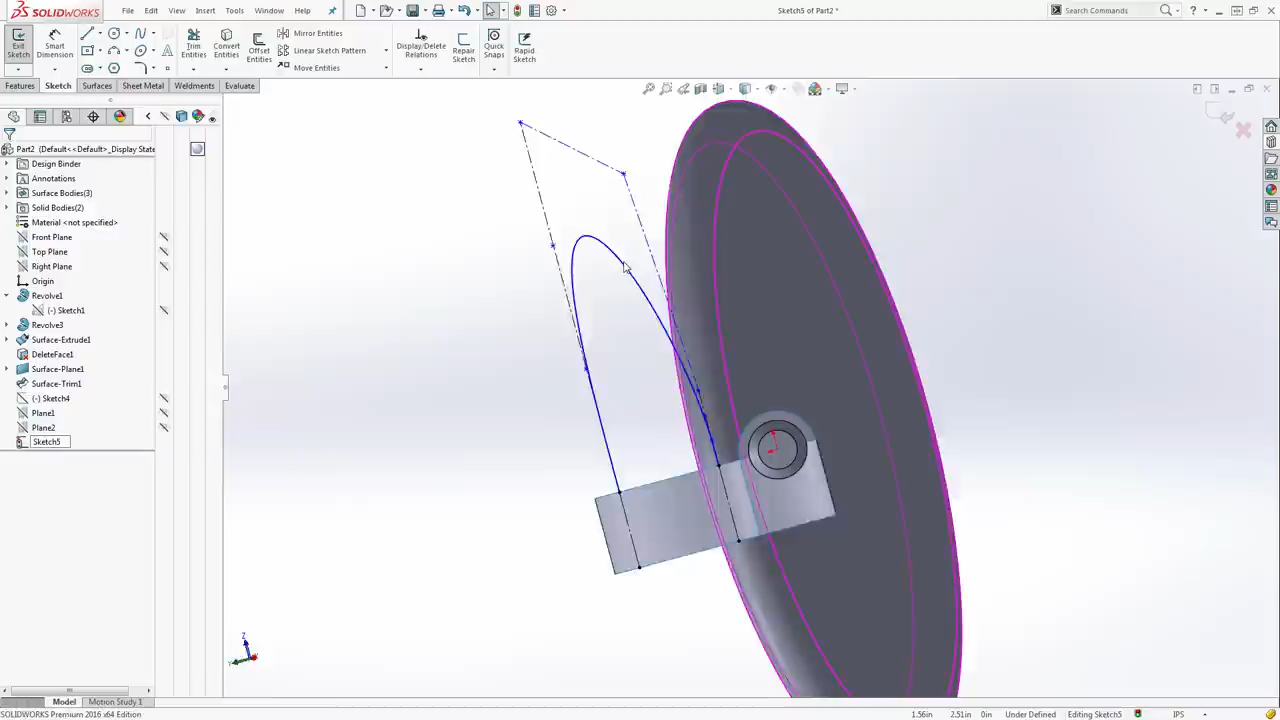 SOLIDWORKS File Edit View Insert Tools Window Help Sketch5 of Part2 * Search Commands
Exit Sketch
Smart Dimension
Trim Entities
Convert Entities
Offset Entities
Mirror Entities
Linear Sketch Pattern
Move Entities
Display/Delete Relations
Repair Sketch
Quick Snaps
Rapid Sketch
Features Sketch Surfaces Sheet Metal Weldments Evaluate
Part2 (Default<<Default>_Display State
Design Binder
Annotations
Surface Bodies(3)
Solid Bodies(2)
Material <not specified>
Front Plane
Top Plane
Right Plane
Origin
Revolve1
(-) Sketch1
Revolve3
Surface-Extrude1
DeleteFace1
Surface-Plane1
Surface-Trim1
(-) Sketch4
Plane1
Plane2
Sketch5
Z
Model Motion Study 1
SOLIDWORKS Premium 2016 x64 Edition 1.56in 2.51in 0in Under Defined Editing Sketch5 IPS